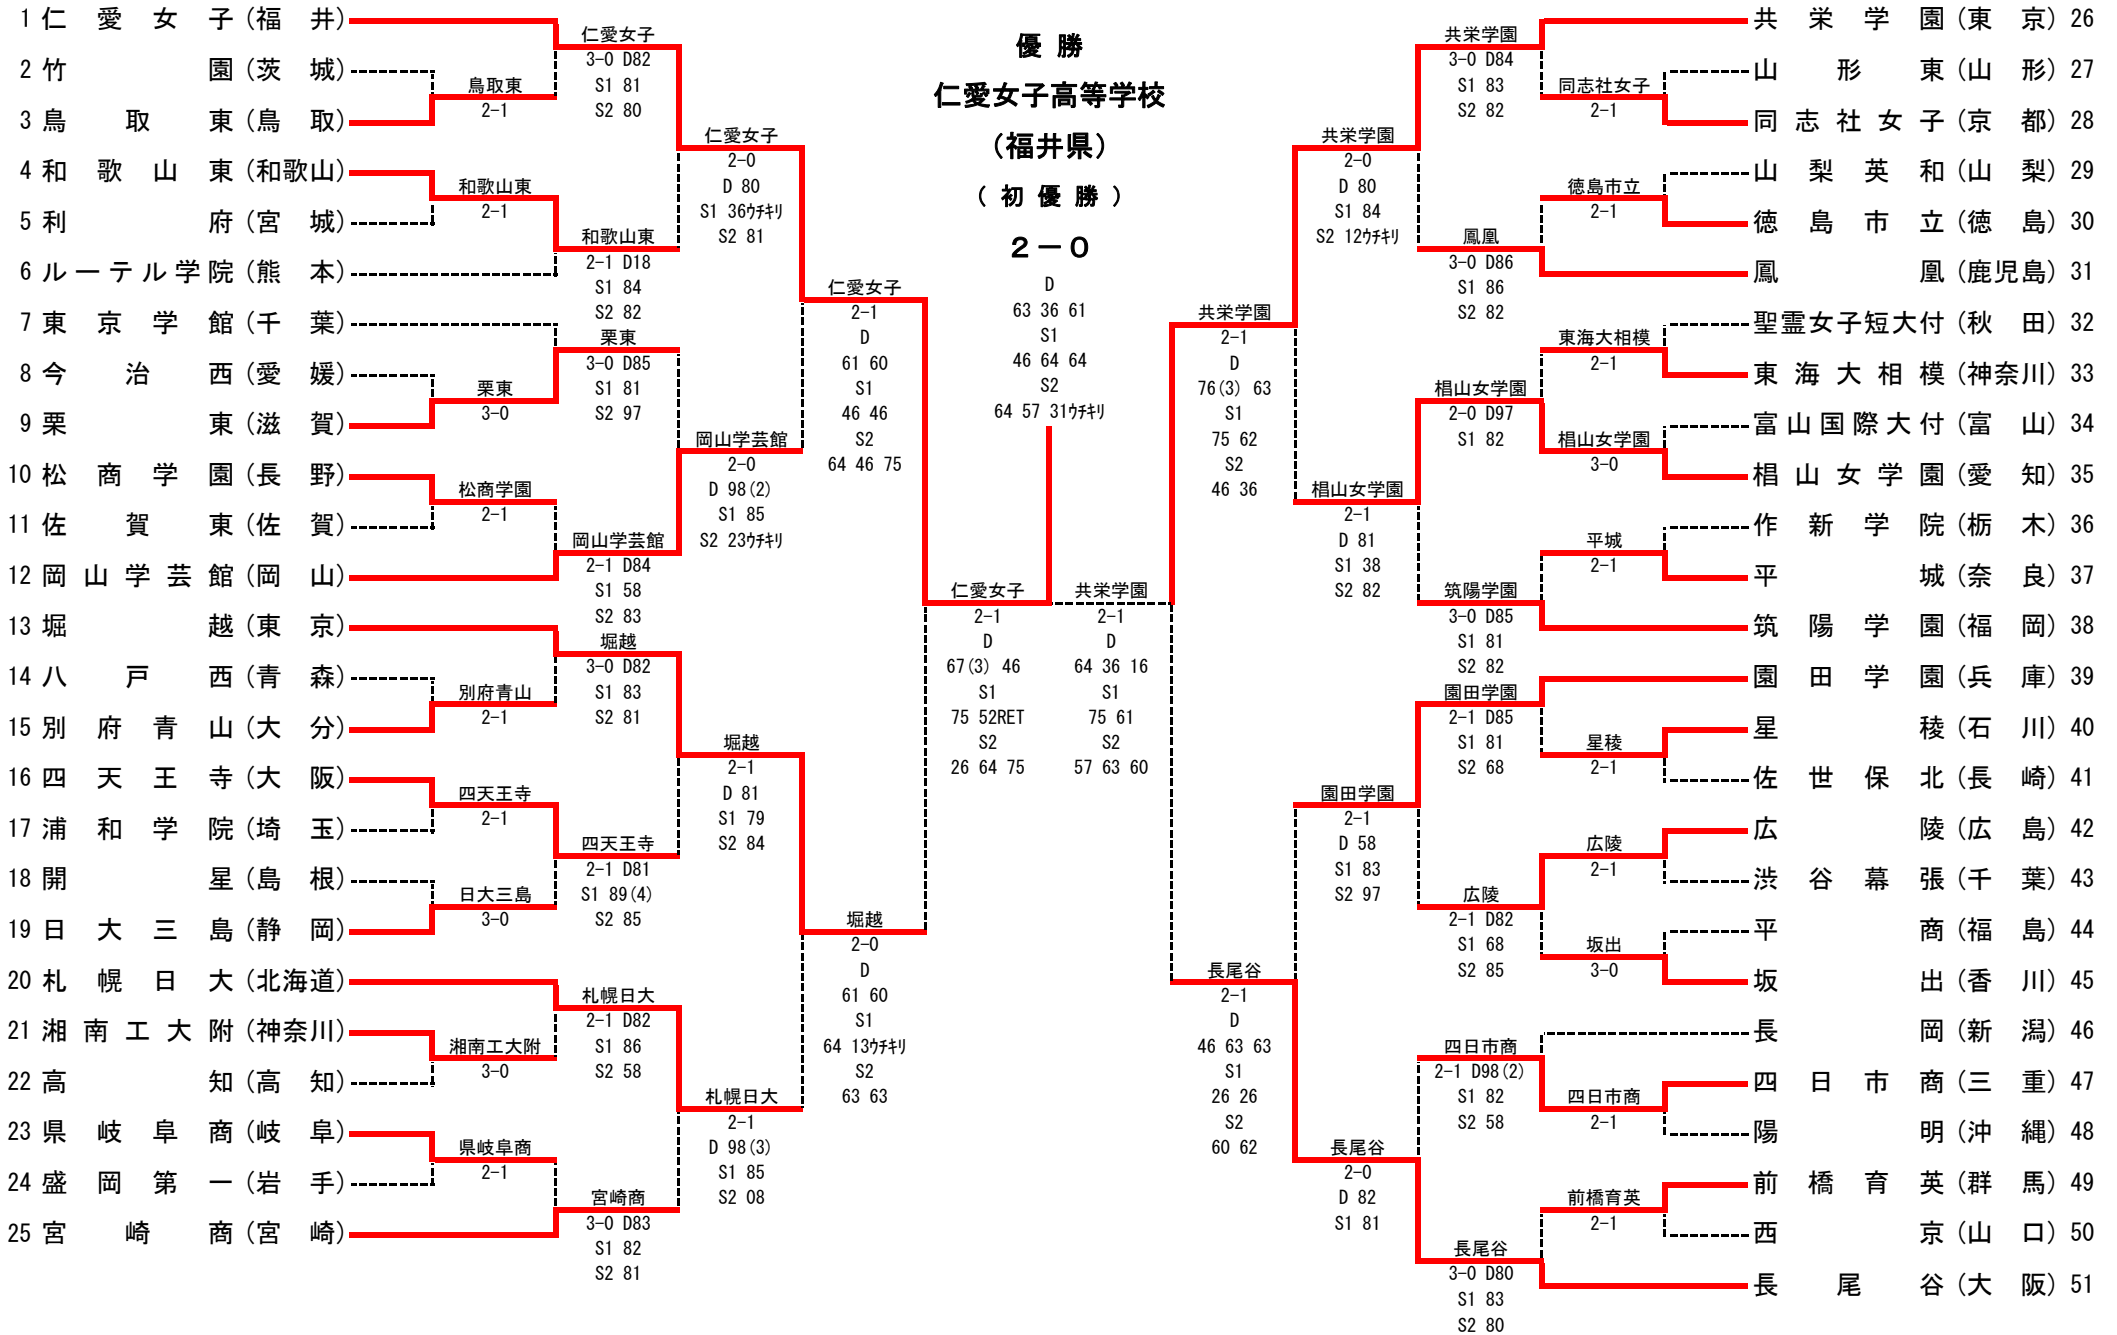 優 勝
仁愛女子高等学校
（福井県）
（ 初 優 勝 ）
２－０
D
63 36 61
S1
46 64 64
S2
64 57 31ウチキリ
1 仁愛女子（福井）
2 竹園（茨城）
3 鳥取東（鳥取）
4 和歌山東（和歌山）
5 利府（宮城）
6 ルーテル学院（熊本）
7 東京学館（千葉）
8 今治西（愛媛）
9 栗東（滋賀）
10 松商学園（長野）
11 佐賀東（佐賀）
12 岡山学芸館（岡山）
13 堀越（東京）
14 八戸西（青森）
15 別府青山（大分）
16 四天王寺（大阪）
17 浦和学院（埼玉）
18 開星（島根）
19 日大三島（静岡）
20 札幌日大（北海道）
21 湘南工大附（神奈川）
22 高知（高知）
23 県岐阜商（岐阜）
24 盛岡第一（岩手）
25 宮崎商（宮崎）
鳥取東
2-1
和歌山東
2-1
栗東
3-0
松商学園
2-1
別府青山
2-1
四天王寺
2-1
日大三島
3-0
湘南工大附
3-0
県岐阜商
2-1
仁愛女子
3-0 D82
S1 81
S2 80
和歌山東
2-1 D18
S1 84
S2 82
栗東
3-0 D85
S1 81
S2 97
岡山学芸館
2-1 D84
S1 58
S2 83
堀越
3-0 D82
S1 83
S2 81
四天王寺
2-1 D81
S1 89(4)
S2 85
札幌日大
2-1 D82
S1 86
S2 58
宮崎商
3-0 D83
S1 82
S2 81
仁愛女子
2-0
D 80
S1 36ウチキリ
S2 81
岡山学芸館
2-0
D 98(2)
S1 85
S2 23ウチキリ
堀越
2-1
D 81
S1 79
S2 84
札幌日大
2-1
D 98(3)
S1 85
S2 08
仁愛女子
2-1
D
61 60
S1
46 46
S2
64 46 75
堀越
2-0
D
61 60
S1
64 13ウチキリ
S2
63 63
仁愛女子
2-1
D
67(3) 46
S1
75 52RET
S2
26 64 75
共栄学園
2-1
D
64 36 16
S1
75 61
S2
57 63 60
共栄学園
2-1
D
76(3) 63
S1
75 62
S2
46 36
長尾谷
2-1
D
46 63 63
S1
26 26
S2
60 62
共栄学園
2-0
D 80
S1 84
S2 12ウチキリ
椙山女学園
2-1
D 81
S1 38
S2 82
園田学園
2-1
D 58
S1 83
S2 97
長尾谷
2-0
D 82
S1 81
共栄学園
3-0 D84
S1 83
S2 82
鳳凰
3-0 D86
S1 86
S2 82
椙山女学園
2-0 D97
S1 82
筑陽学園
3-0 D85
S1 81
S2 82
園田学園
2-1 D85
S1 81
S2 68
広陵
2-1 D82
S1 68
S2 85
四日市商
2-1 D98(2)
S1 82
S2 58
長尾谷
3-0 D80
S1 83
S2 80
同志社女子
2-1
徳島市立
2-1
東海大相模
2-1
椙山女学園
3-0
平城
2-1
星稜
2-1
広陵
2-1
坂出
3-0
四日市商
2-1
前橋育英
2-1
共栄学園（東京）26
山形東（山形）27
同志社女子（京都）28
山梨英和（山梨）29
徳島市立（徳島）30
鳳凰（鹿児島）31
聖霊女子短大付（秋田）32
東海大相模（神奈川）33
富山国際大付（富山）34
椙山女学園（愛知）35
作新学院（栃木）36
平城（奈良）37
筑陽学園（福岡）38
園田学園（兵庫）39
星稜（石川）40
佐世保北（長崎）41
広陵（広島）42
渋谷幕張（千葉）43
平商（福島）44
坂出（香川）45
長岡（新潟）46
四日市商（三重）47
陽明（沖縄）48
前橋育英（群馬）49
西京（山口）50
長尾谷（大阪）51